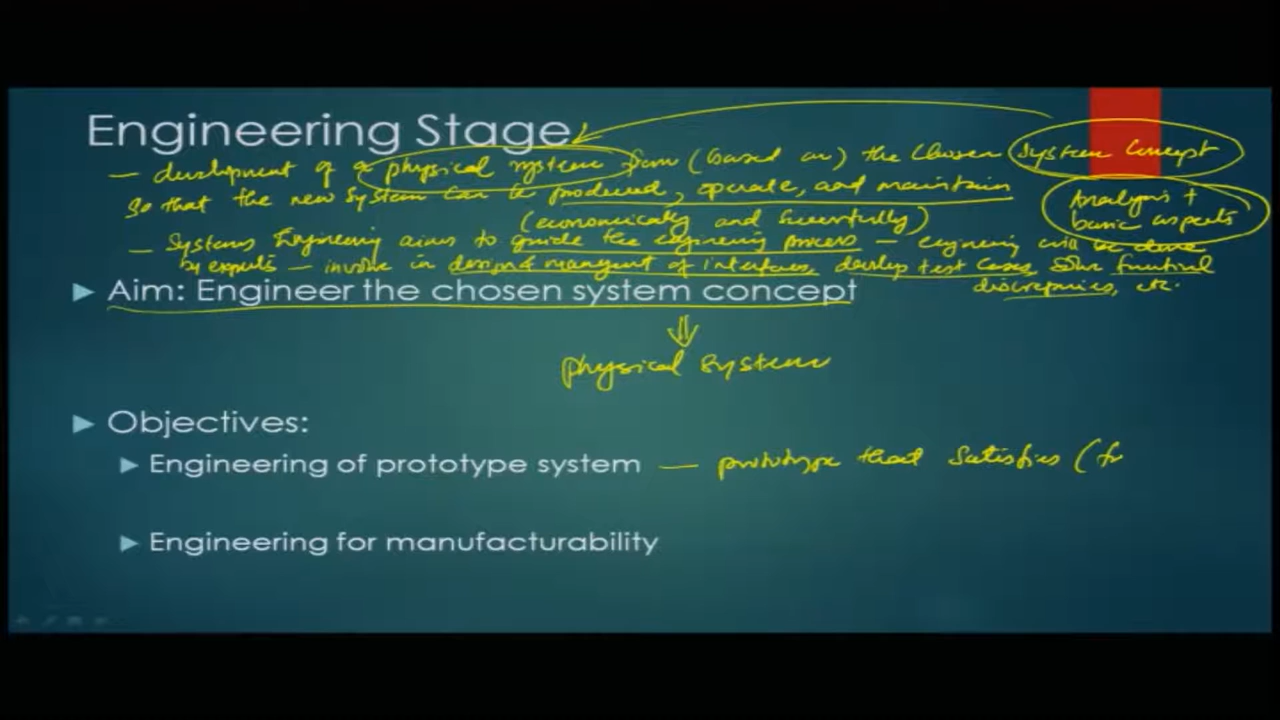 Engineering Stage
— development of a physical system from (based on) the chosen System Concept
so that the new system can be produced, operate, and maintain
(economically and successfully)
Analysis +
basic aspects
— Systems Engineering aims to guide the engineering process — engineering will be done
by experts — involve in design & management of interfaces, develop test cases, solve functional
discrepancies, etc.
► Aim: Engineer the chosen system concept
⇓
physical system
► Objectives:
► Engineering of prototype system — prototype that satisfies (fr
► Engineering for manufacturability